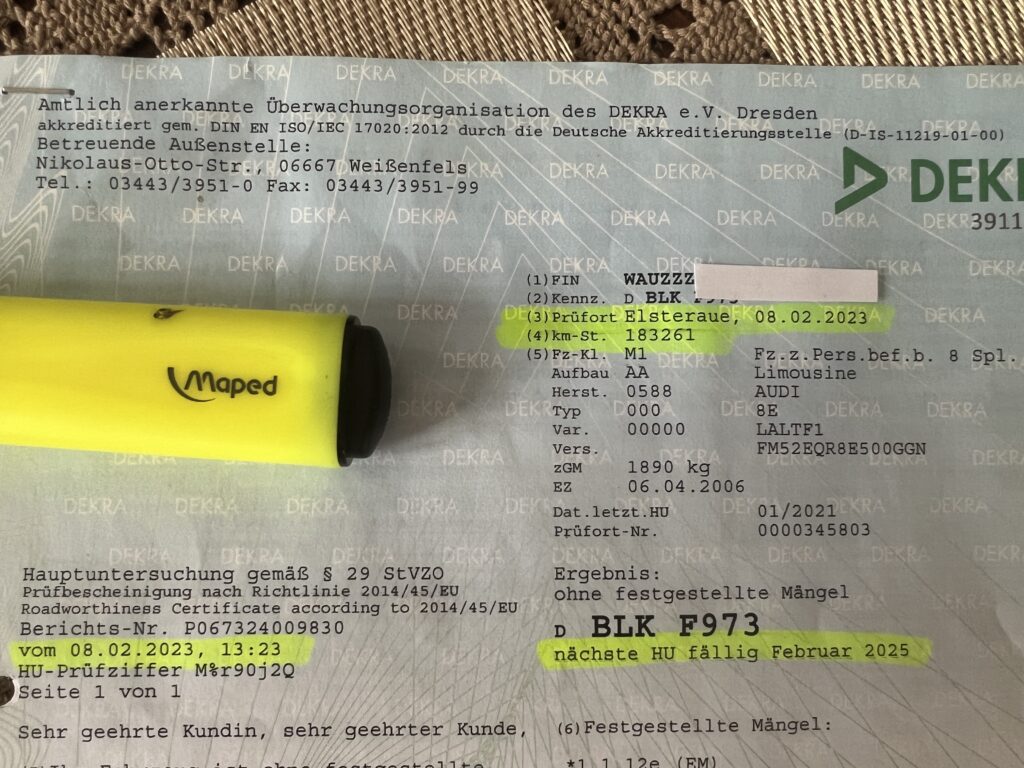 Amtlich anerkannte Überwachungsorganisation des DEKRA e.V. Dresden
akkreditiert gem. DIN EN ISO/IEC 17020:2012 durch die Deutsche Akkreditierungsstelle (D-IS-11219-01-00)
Betreuende Außenstelle:
Nikolaus-Otto-Str., 06667 Weißenfels
Tel.: 03443/3951-0 Fax: 03443/3951-99
3911
(1)FIN WAUZZZ
(2)Kennz. D BLK F973
(3)Prüfort Elsteraue, 08.02.2023
(4)km-St. 183261
(5)Fz-Kl. M1 Fz.z.Pers.bef.b. 8 Spl.
Aufbau AA Limousine
Herst. 0588 AUDI
Typ 000 8E
Var. 00000 LALTF1
Vers. FM52EQR8E500GGN
zGM 1890 kg
EZ 06.04.2006
Dat.letzt.HU 01/2021
Prüfort-Nr. 0000345803
Maped
Hauptuntersuchung gemäß § 29 StVZO
Prüfbescheinigung nach Richtlinie 2014/45/EU
Roadworthiness Certificate according to 2014/45/EU
Berichts-Nr. P067324009830
vom 08.02.2023, 13:23
HU-Prüfziffer M%r90j2Q
Seite 1 von 1
Sehr geehrte Kundin, sehr geehrter Kunde,
Ergebnis:
ohne festgestellte Mängel
D BLK F973
nächste HU fällig Februar 2025
(6)Festgestellte Mängel:
*1.1.12e (EM)